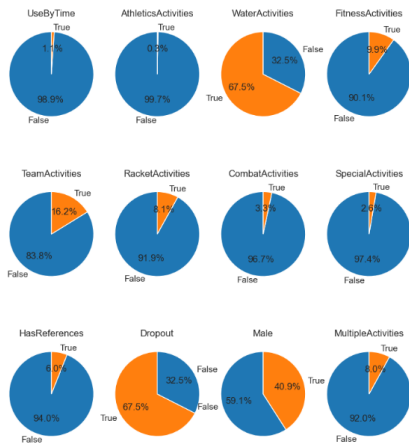 UseByTime
True
1.1%
98.9%
False
AthleticsActivities
True
0.3%
99.7%
False
WaterActivities
False
32.5%
67.5%
True
FitnessActivities
True
9.9%
90.1%
False
TeamActivities
True
16.2%
83.8%
False
RacketActivities
True
8.1%
91.9%
False
CombatActivities
True
3.3%
96.7%
False
SpecialActivities
True
2.6%
97.4%
False
HasReferences
True
6.0%
94.0%
False
Dropout
False
32.5%
67.5%
True
Male
True
40.9%
59.1%
False
MultipleActivities
True
8.0%
92.0%
False